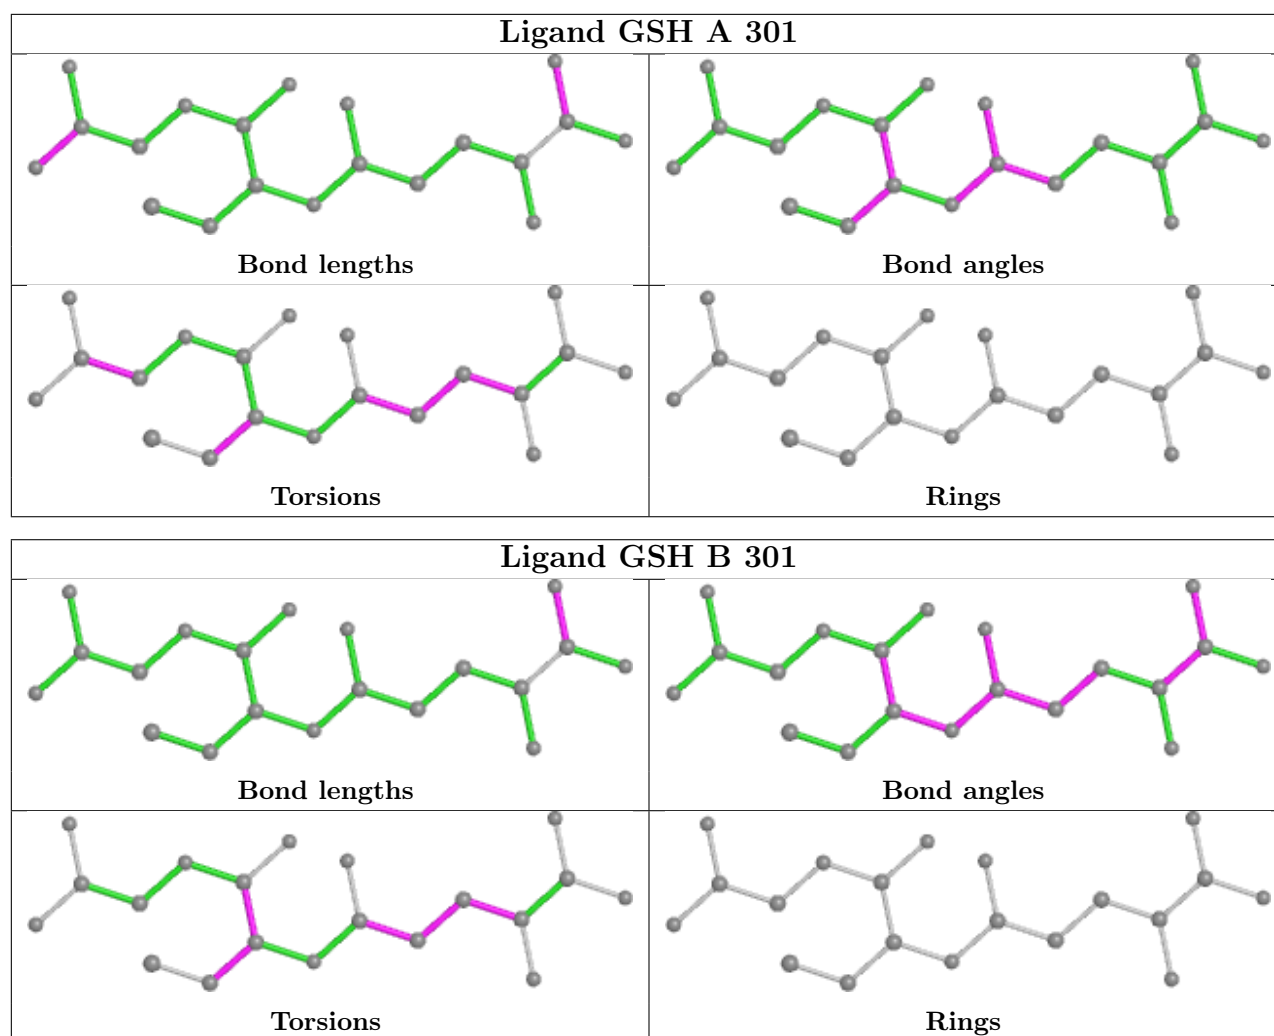 Ligand GSH A 301
Bond lengths
Bond angles
Torsions
Rings
Ligand GSH B 301
Bond lengths
Bond angles
Torsions
Rings